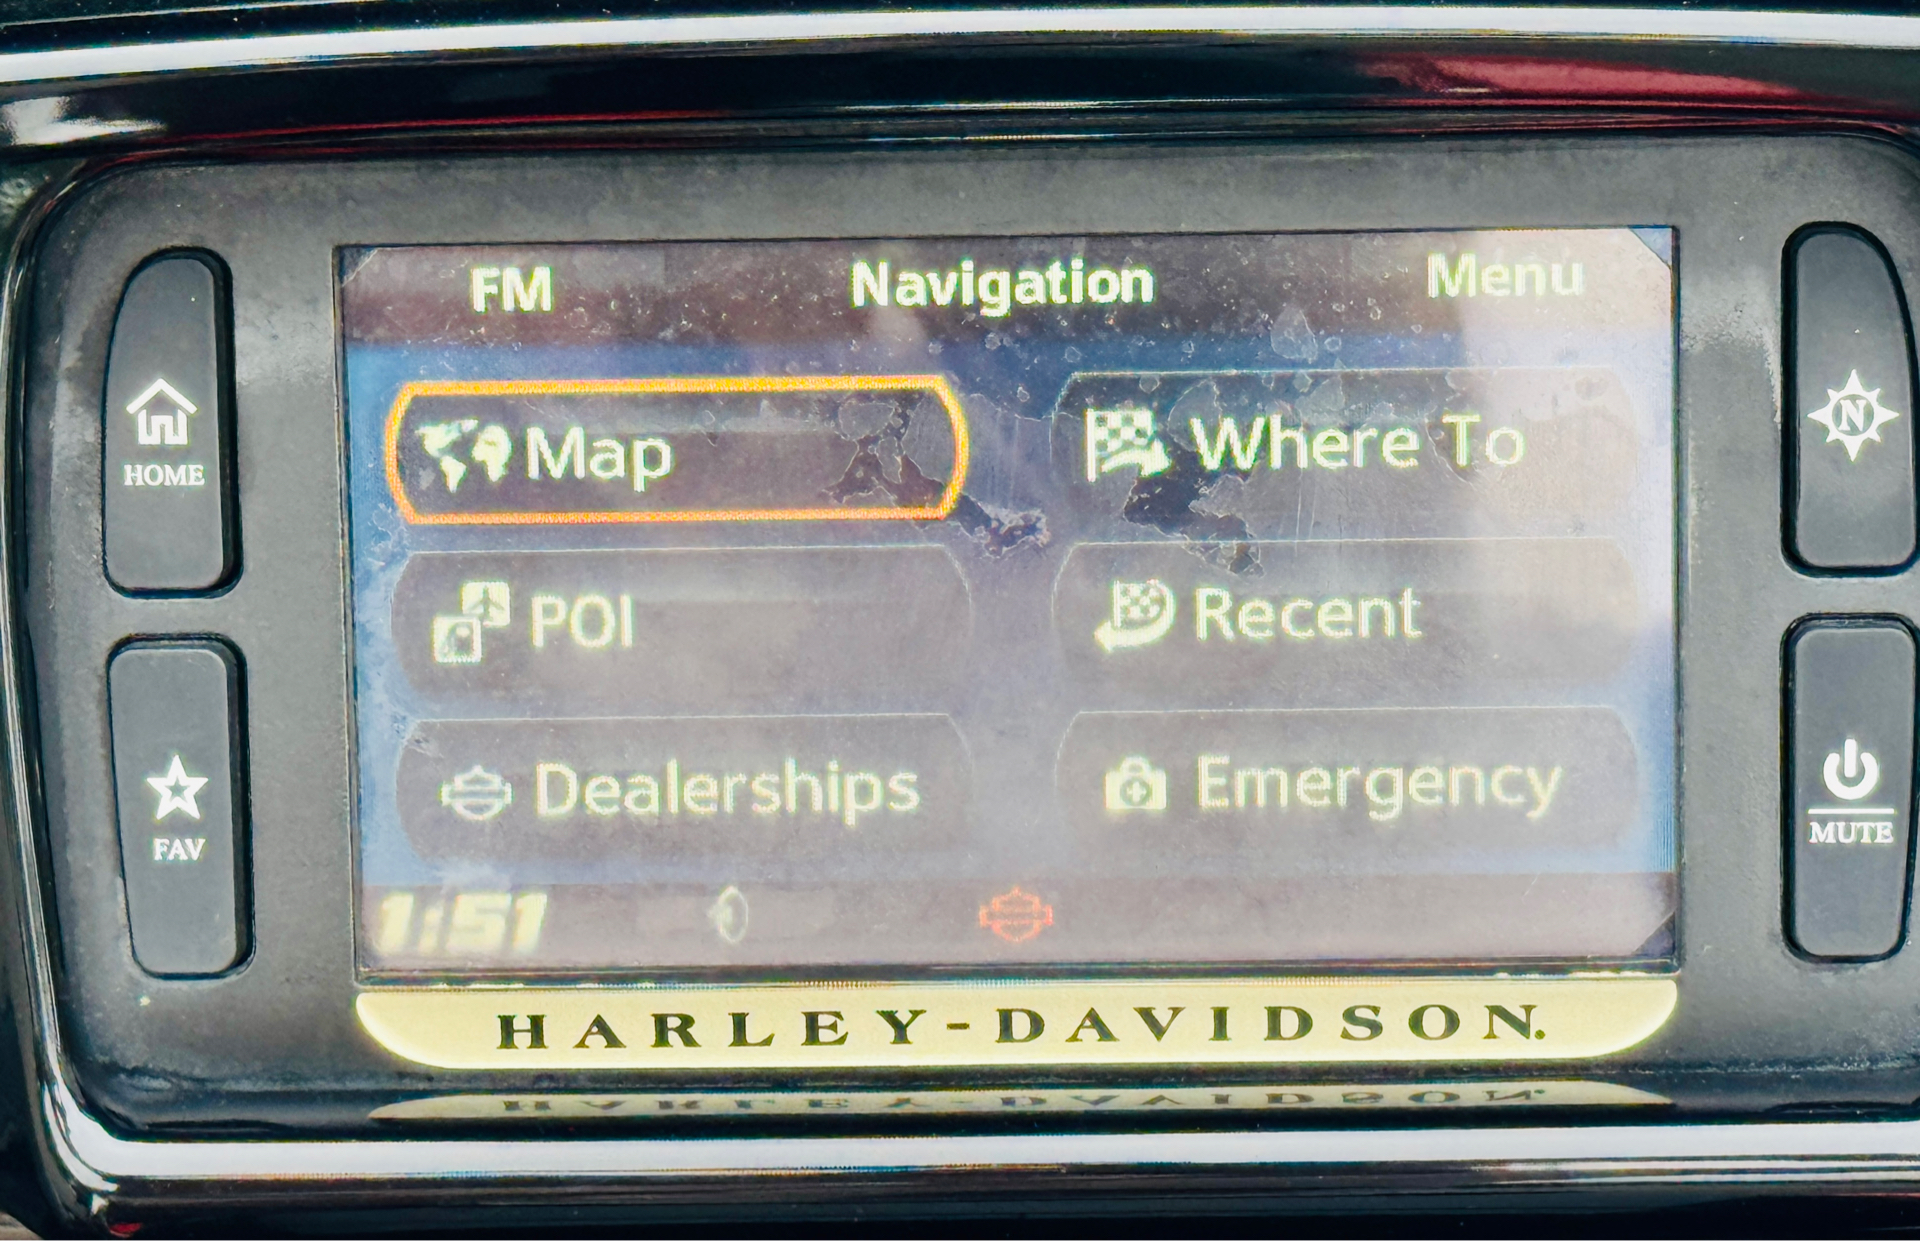 FM Navigation Menu
Map Where To
HOME N
POI Recent
Dealerships Emergency
FAV MUTE
1:51
HARLEY-DAVIDSON.